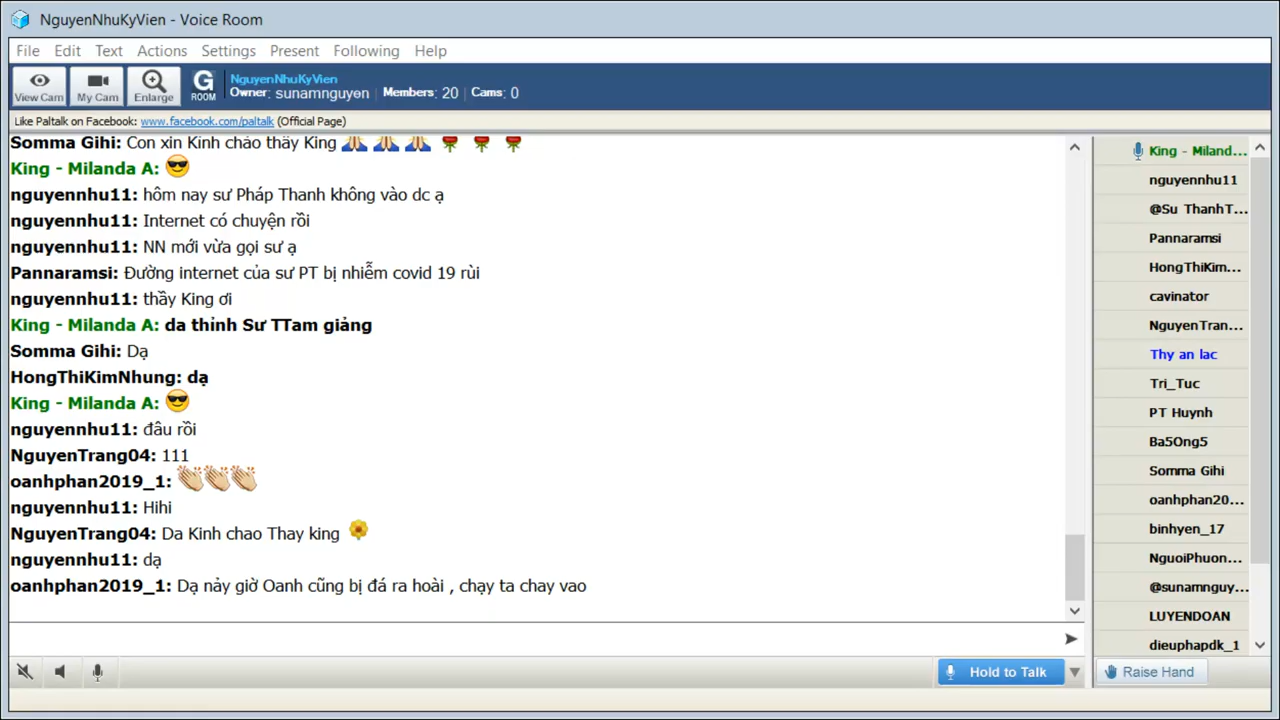 NguyenNhuKyVien - Voice Room
File Edit Text Actions Settings Present Following Help
View Cam My Cam Enlarge G ROOM
NguyenNhuKyVien
Owner: sunamnguyen Members: 20 Cams: 0
Like Paltalk on Facebook: www.facebook.com/paltalk (Official Page)
Somma Gihi: Con xin Kinh chảo thầy King
King - Milanda A:
nguyennhu11: hôm nay sư Pháp Thanh không vào dc ạ
nguyennhu11: Internet có chuyện rồi
nguyennhu11: NN mới vừa gọi sư ạ
Pannaramsi: Đường internet của sư PT bị nhiễm covid 19 rùi
nguyennhu11: thầy King ơi
King - Milanda A: da thỉnh Sư TTam giảng
Somma Gihi: Dạ
HongThiKimNhung: dạ
King - Milanda A:
nguyennhu11: đâu rồi
NguyenTrang04: 111
oanhphan2019_1:
nguyennhu11: Hihi
NguyenTrang04: Da Kinh chao Thay king
nguyennhu11: dạ
oanhphan2019_1: Dạ nảy giờ Oanh cũng bị đá ra hoài , chạy ta chay vao
King - Miland...
nguyennhu11
@Su ThanhT...
Pannaramsi
HongThiKim...
cavinator
NguyenTran...
Thy an lac
Tri_Tuc
PT Huynh
Ba5Ong5
Somma Gihi
oanhphan20...
binhyen_17
NguoiPhuon...
@sunamnguy...
LUYENDOAN
dieuphapdk_1
Hold to Talk
Raise Hand